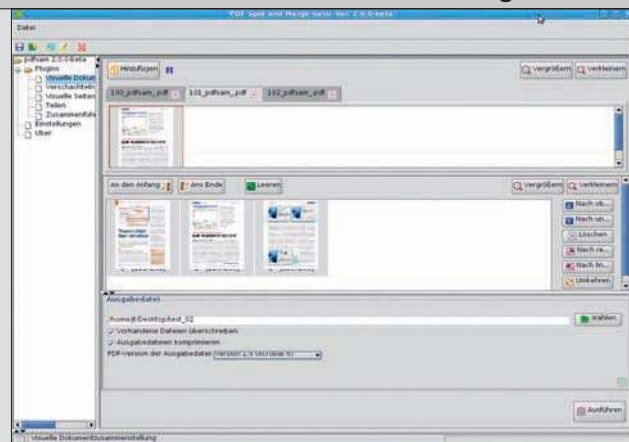 PDF Split and Merge basic Ver. 2.0.0-beta
Datei
pdfsam 2.0.0-beta
Plugins
Visuelle Dokum
Verschachteln
Visuelle Seiten
Teilen
Zusammenführe
Einstellungen
Über
Hinzufügen
Vergrößern
Verkleinern
100_pdfsam_.pdf
101_pdfsam_.pdf
102_pdfsam_.pdf
An den Anfang
Ans Ende
Leeren
Vergrößern
Verkleinern
Nach ob...
Nach un...
Löschen
Nach re...
Nach lin...
Umkehren
Ausgabedatei
/home/jt/Desktop/test_02
Wählen
Vorhandene Dateien überschreiben
Ausgabedateien komprimieren
PDF-Version der Ausgabedatei
Ausführen
Visuelle Dokumentzusammenstellung